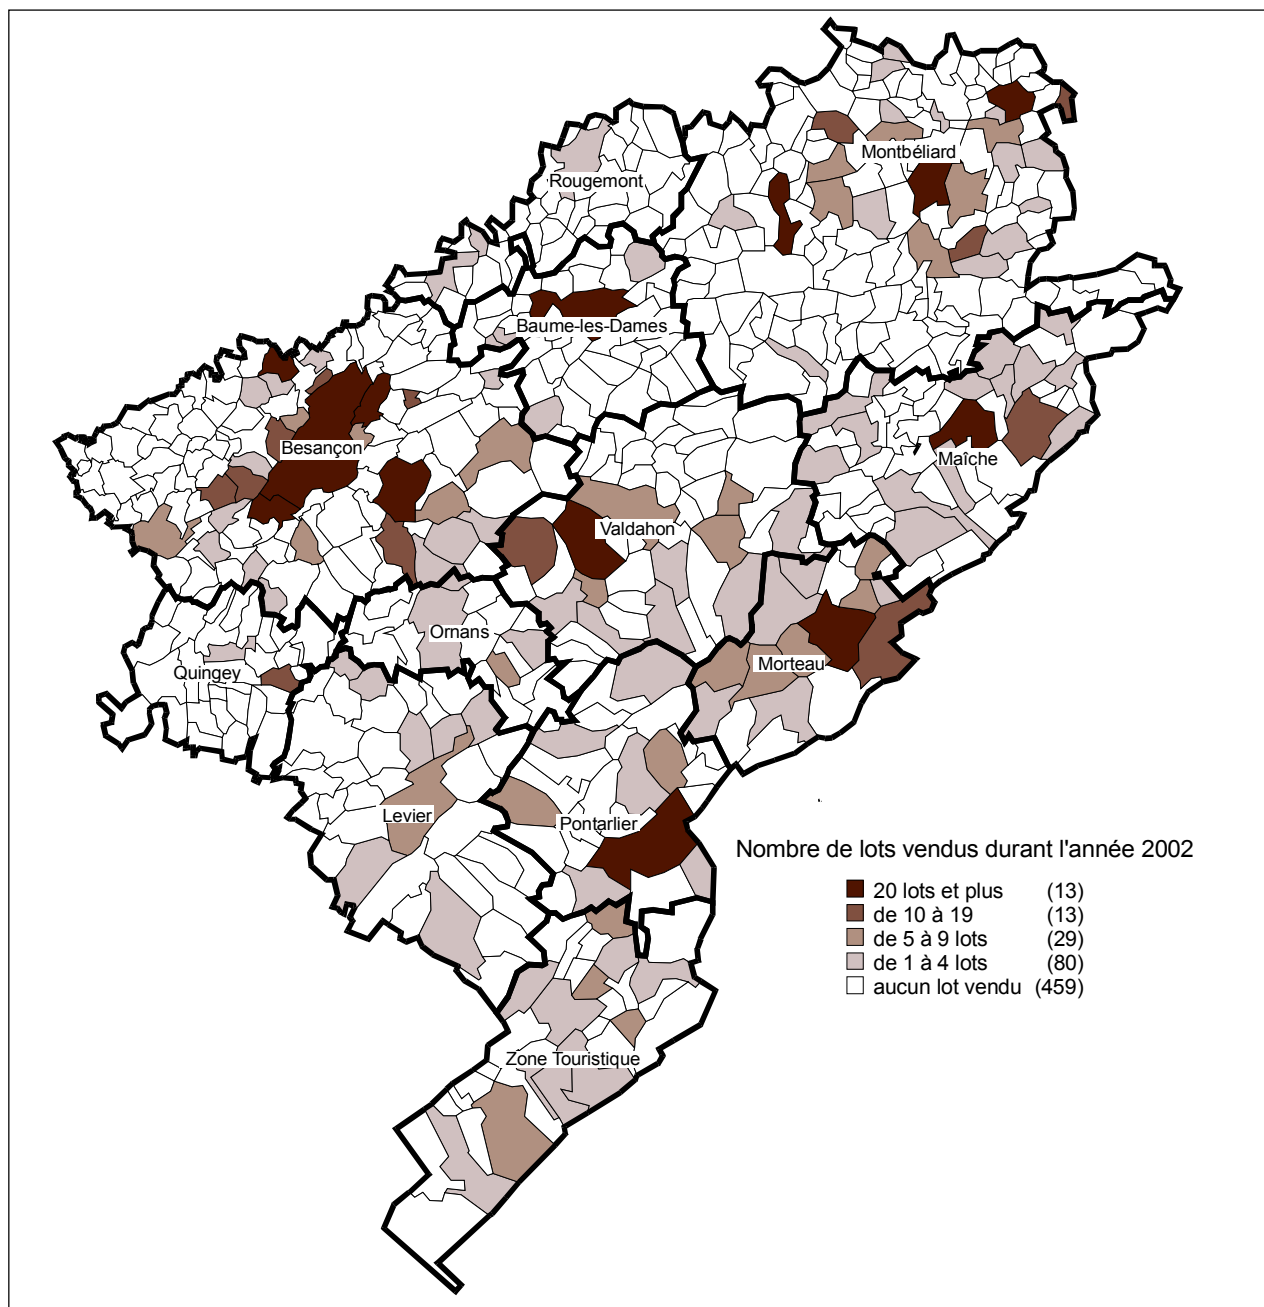 Montbéliard
Rougemont
Baume-les-Dames
Besançon
Maîche
Valdahon
Ornans
Morteau
Quingey
Levier
Pontarlier
Zone Touristique
Nombre de lots vendus durant l'année 2002
20 lots et plus (13)
de 10 à 19 (13)
de 5 à 9 lots (29)
de 1 à 4 lots (80)
aucun lot vendu (459)